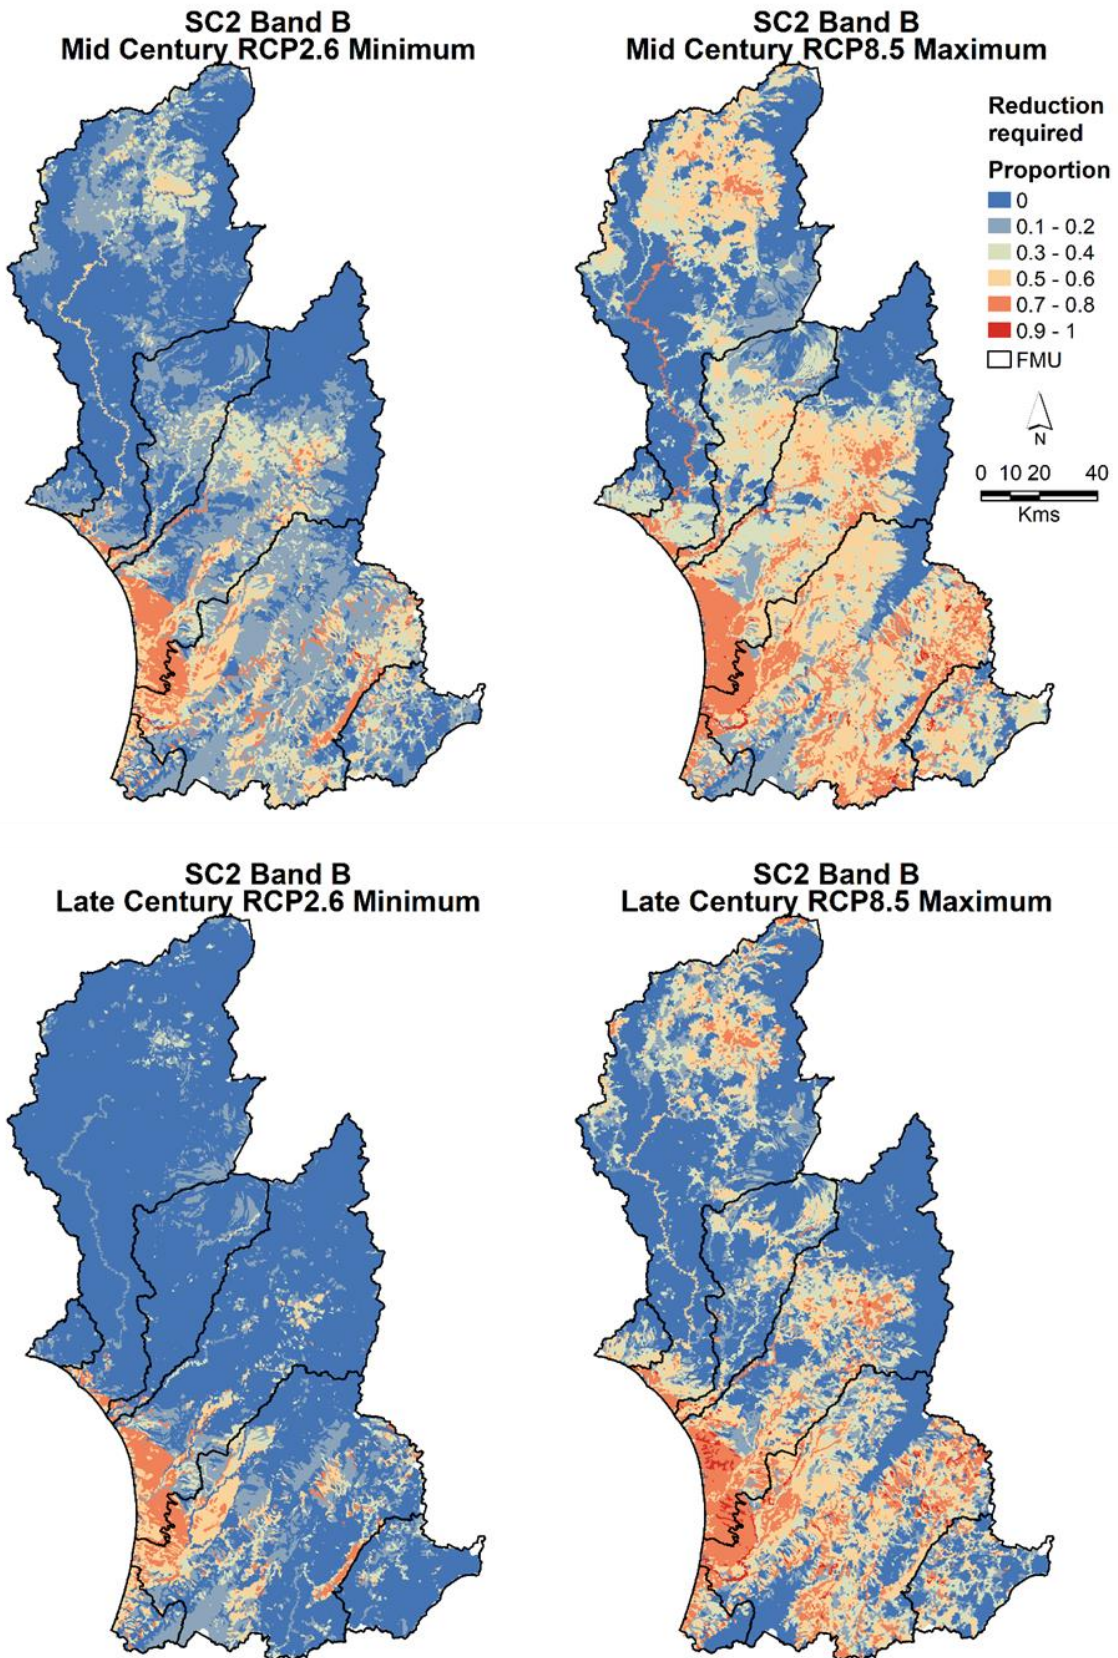 SC2 Band B
Mid Century RCP2.6 Minimum
SC2 Band B
Mid Century RCP8.5 Maximum
Reduction
required
Proportion
0
0.1 - 0.2
0.3 - 0.4
0.5 - 0.6
0.7 - 0.8
0.9 - 1
FMU
N
0 10 20 40
Kms
SC2 Band B
Late Century RCP2.6 Minimum
SC2 Band B
Late Century RCP8.5 Maximum